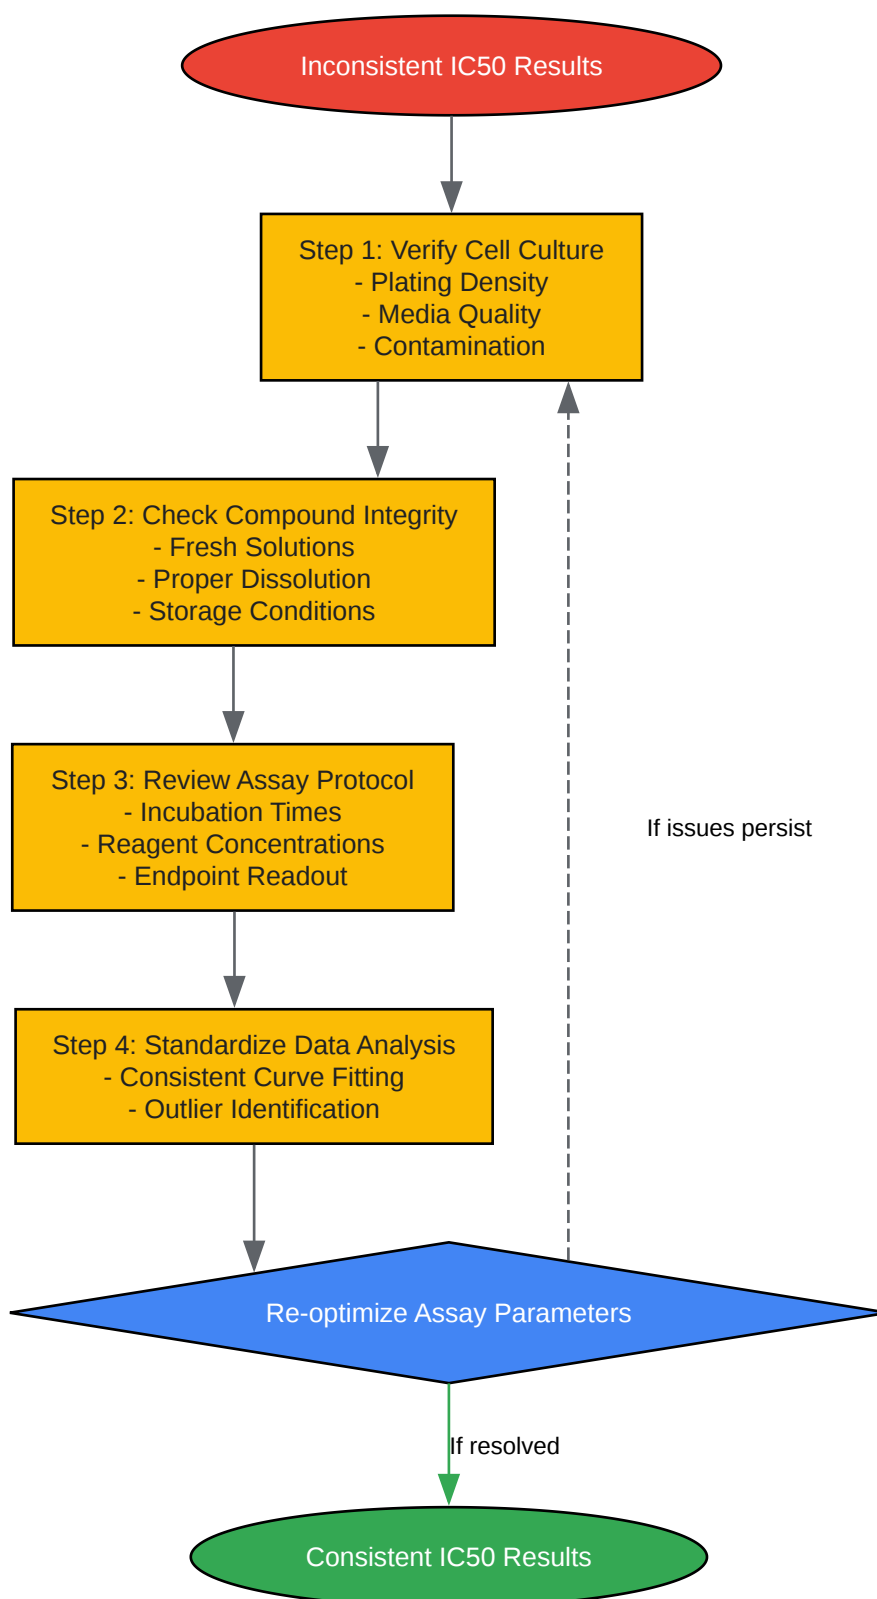 Inconsistent IC50 Results
Step 1: Verify Cell Culture
- Plating Density
- Media Quality
- Contamination
Step 2: Check Compound Integrity
- Fresh Solutions
- Proper Dissolution
- Storage Conditions
Step 3: Review Assay Protocol
- Incubation Times
- Reagent Concentrations
- Endpoint Readout
If issues persist
Step 4: Standardize Data Analysis
- Consistent Curve Fitting
- Outlier Identification
Re-optimize Assay Parameters
If resolved
Consistent IC50 Results